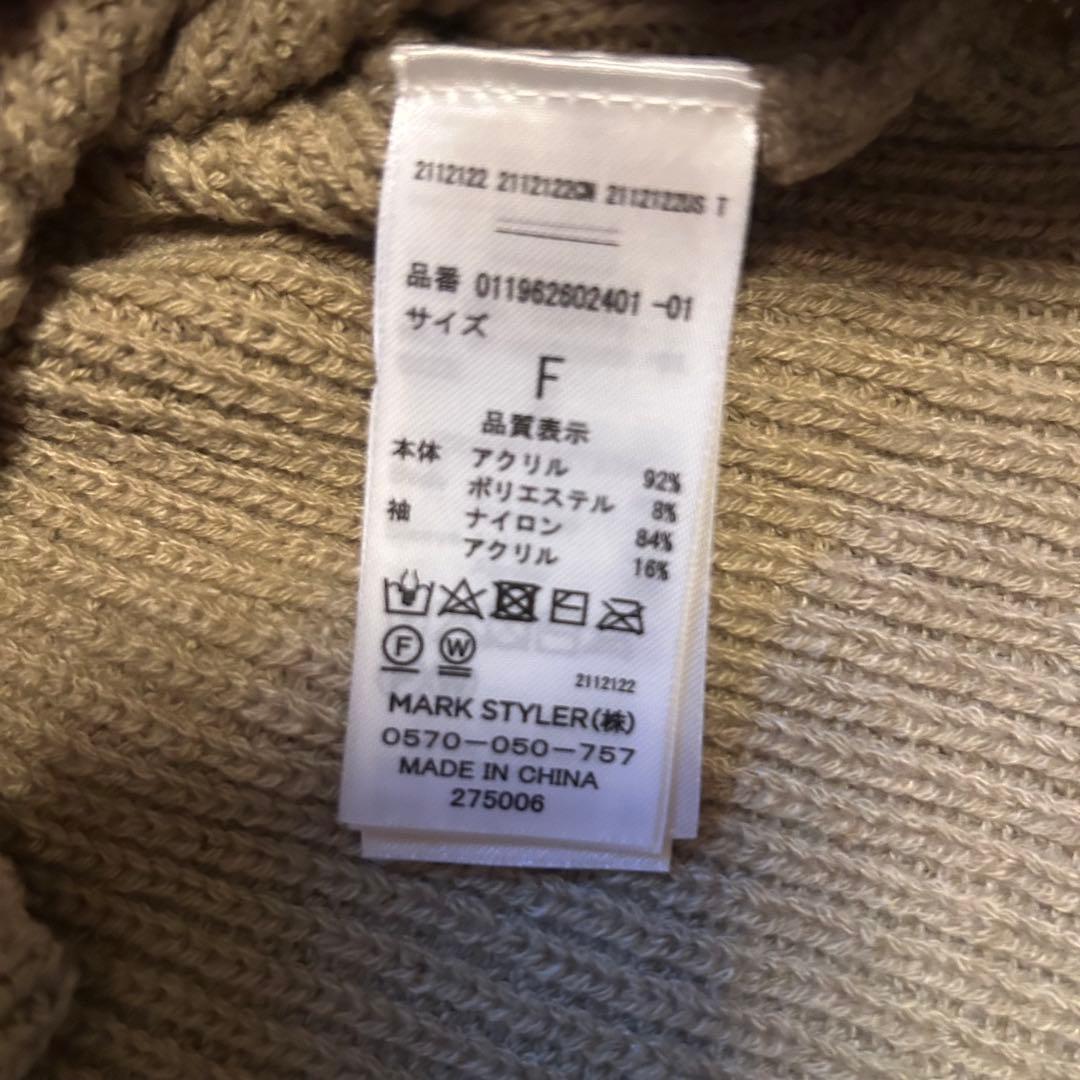 2112122 2112122CN 2112122US T
品番 011962602401 -01
サイズ
F
品質表示
本体 アクリル 92%
ポリエステル 8%
袖 ナイロン 84%
アクリル 16%
F W
2112122
MARK STYLER(株)
0570-050-757
MADE IN CHINA
275006